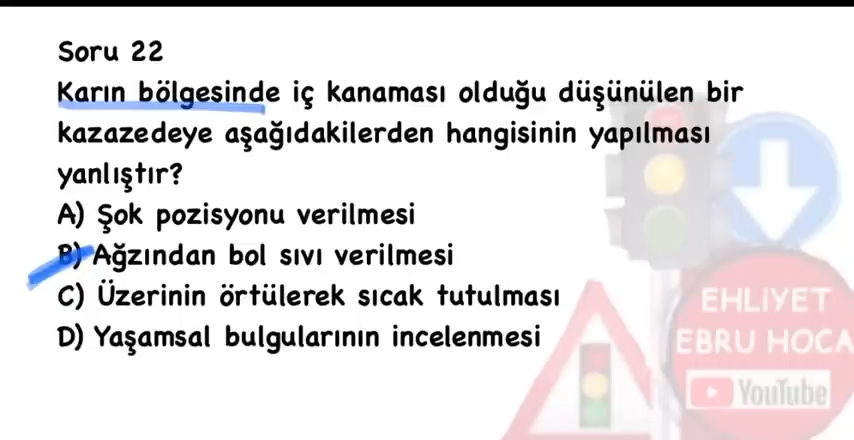 Soru 22
Karın bölgesinde iç kanaması olduğu düşünülen bir
kazazedeye aşağıdakilerden hangisinin yapılması
yanlıştır?
A) Şok pozisyonu verilmesi
B) Ağzından bol sıvı verilmesi
C) Üzerinin örtülerek sıcak tutulması
D) Yaşamsal bulgularının incelenmesi
EHLİYET
EBRU HOCA
YouTube